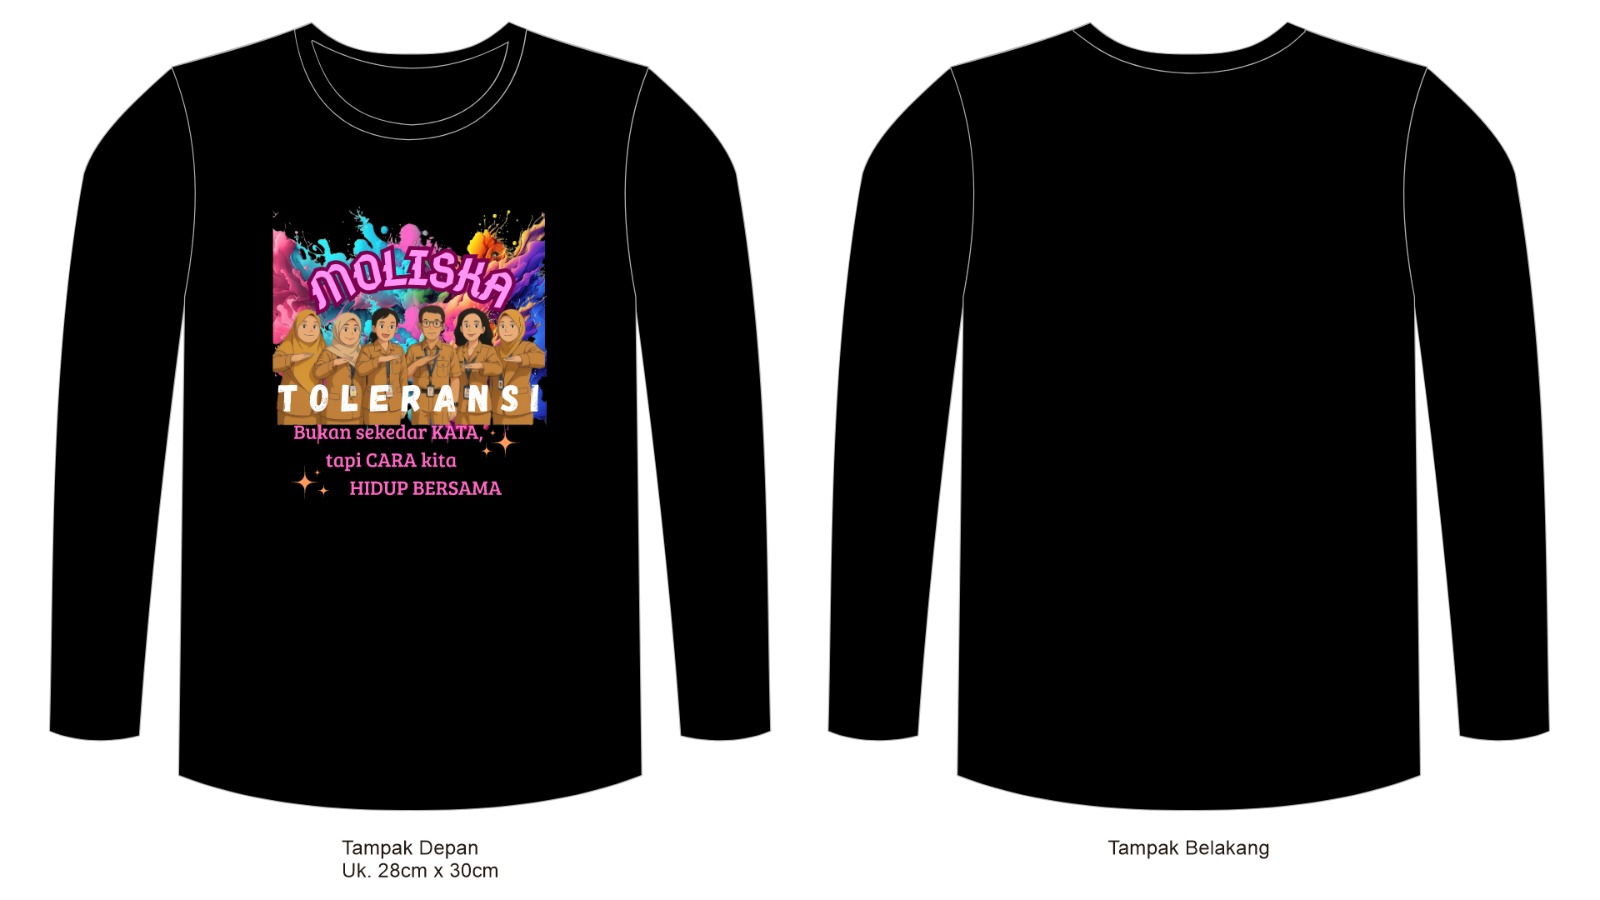 MOLISKA
TOLERANSI
Bukan sekedar KATA,
tapi CARA kita
HIDUP BERSAMA
Tampak Depan
Uk. 28cm x 30cm
Tampak Belakang